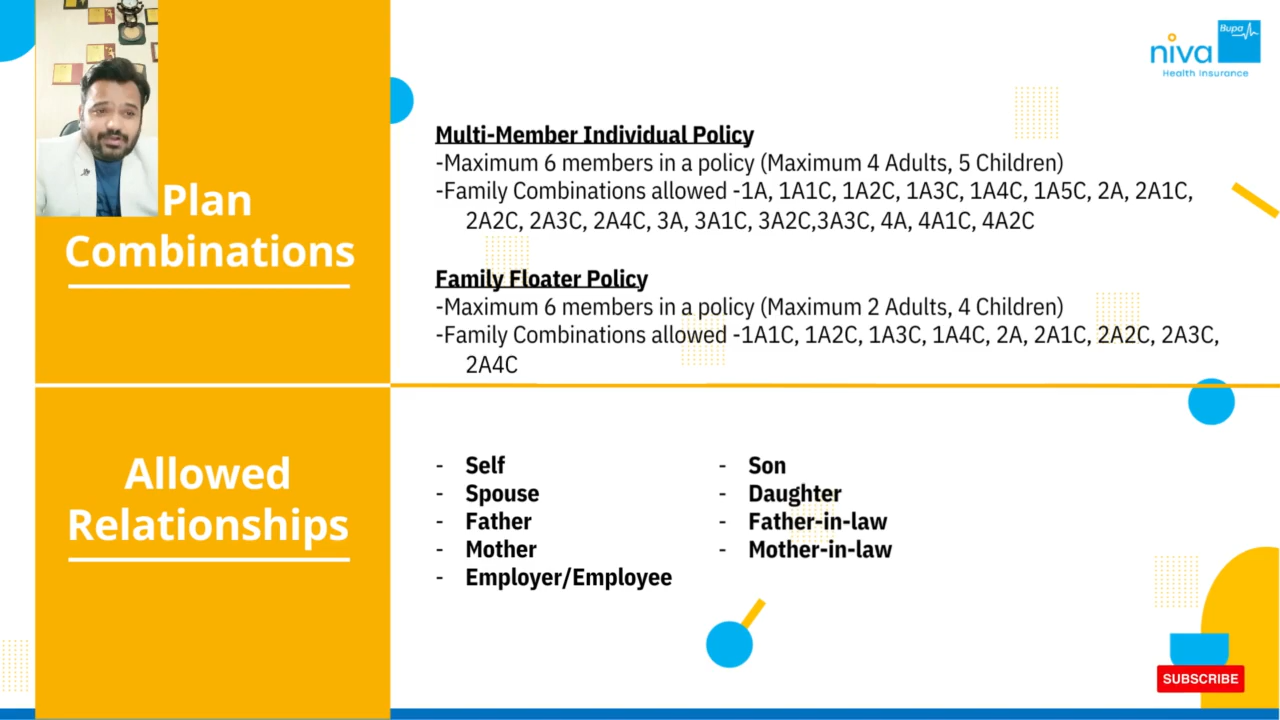 Bupa
niva
Health Insurance
Plan
Combinations
Multi-Member Individual Policy
-Maximum 6 members in a policy (Maximum 4 Adults, 5 Children)
-Family Combinations allowed -1A, 1A1C, 1A2C, 1A3C, 1A4C, 1A5C, 2A, 2A1C,
2A2C, 2A3C, 2A4C, 3A, 3A1C, 3A2C,3A3C, 4A, 4A1C, 4A2C
Family Floater Policy
-Maximum 6 members in a policy (Maximum 2 Adults, 4 Children)
-Family Combinations allowed -1A1C, 1A2C, 1A3C, 1A4C, 2A, 2A1C, 2A2C, 2A3C,
2A4C
Allowed
Relationships
- Self
- Spouse
- Father
- Mother
- Employer/Employee
- Son
- Daughter
- Father-in-law
- Mother-in-law
SUBSCRIBE